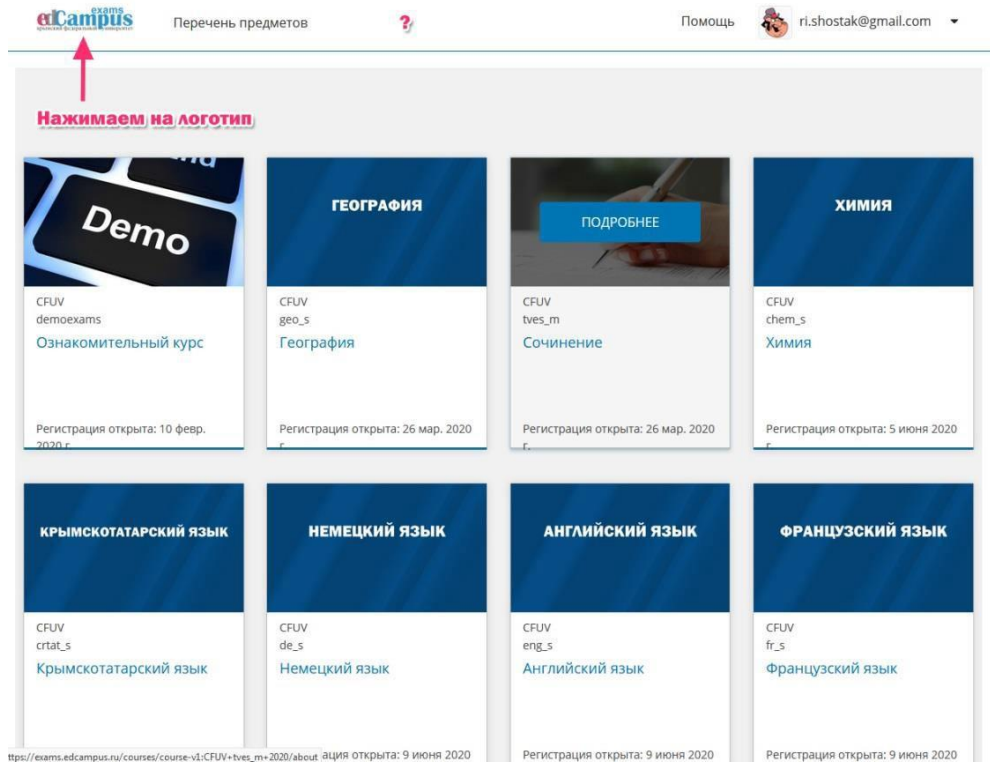 exams
edCampus
крымский федеральный университет
Перечень предметов
?
Помощь
ri.shostak@gmail.com
Нажимаем на логотип
Demo
ГЕОГРАФИЯ
ПОДРОБНЕЕ
ХИМИЯ
CFUV
demoexams
Ознакомительный курс
Регистрация открыта: 10 февр.
2020 г.
CFUV
geo_s
География
Регистрация открыта: 26 мар. 2020
г.
CFUV
tves_m
Сочинение
Регистрация открыта: 26 мар. 2020
г.
CFUV
chem_s
Химия
Регистрация открыта: 5 июня 2020
г.
КРЫМСКОТАТАРСКИЙ ЯЗЫК
НЕМЕЦКИЙ ЯЗЫК
АНГЛИЙСКИЙ ЯЗЫК
ФРАНЦУЗСКИЙ ЯЗЫК
CFUV
crtat_s
Крымскотатарский язык
CFUV
de_s
Немецкий язык
CFUV
eng_s
Английский язык
CFUV
fr_s
Французский язык
ttps://exams.edcampus.ru/courses/course-v1:CFUV+tves_m+2020/about
ация открыта: 9 июня 2020
Регистрация открыта: 9 июня 2020
Регистрация открыта: 9 июня 2020